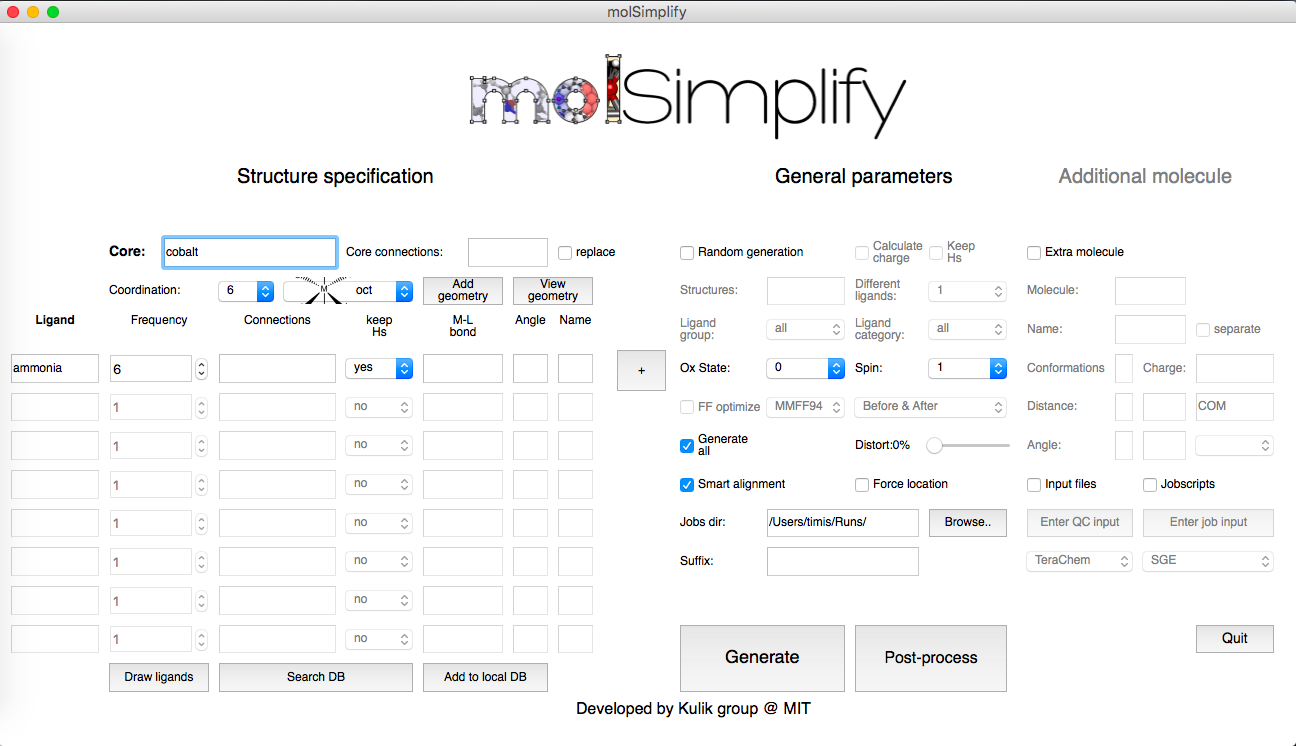 molSimplify
molSimplify
Structure specification
General parameters
Additional molecule
Core: cobalt Core connections: replace
Random generation Calculate charge Keep Hs Extra molecule
Coordination: 6 M oct Add geometry View geometry
Structures: Different ligands: 1 Molecule:
Ligand Frequency Connections keep Hs M-L bond Angle Name
Ligand group: all Ligand category: all Name: separate
ammonia 6 yes +
Ox State: 0 Spin: 1 Conformations Charge:
1 no
FF optimize MMFF94 Before & After Distance: COM
1 no
Generate all Distort:0% Angle:
1 no
Smart alignment Force location Input files Jobscripts
1 no
Jobs dir: /Users/timis/Runs/ Browse.. Enter QC input Enter job input
1 no
Suffix: TeraChem SGE
1 no
1 no
Generate Post-process Quit
Draw ligands Search DB Add to local DB
Developed by Kulik group @ MIT